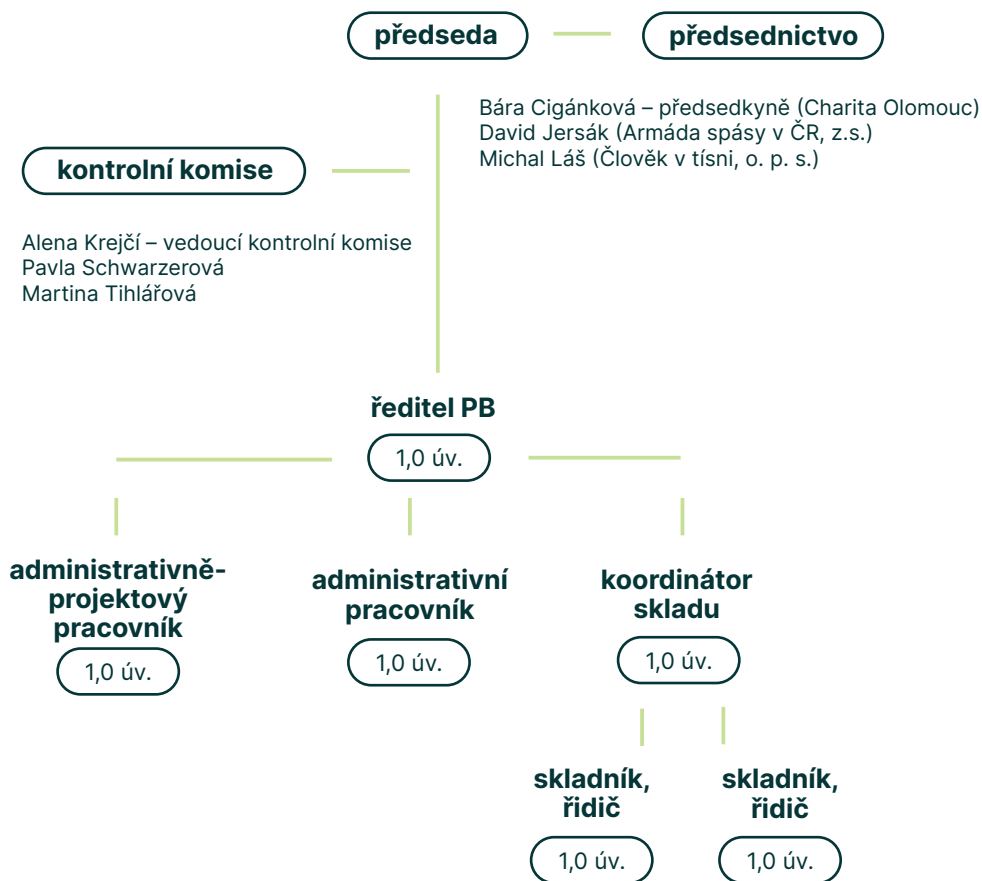 předseda
předsednictvo
Bára Cigánková – předsedkyně (Charita Olomouc)
David Jersák (Armáda spásy v ČR, z.s.)
Michal Láš (Člověk v tísni, o. p. s.)
kontrolní komise
Alena Krejčí – vedoucí kontrolní komise
Pavla Schwarzerová
Martina Tihlářová
ředitel PB
1,0 úv.
administrativně-
projektový
pracovník
1,0 úv.
administrativní
pracovník
1,0 úv.
koordinátor
skladu
1,0 úv.
skladník,
řidič
1,0 úv.
skladník,
řidič
1,0 úv.